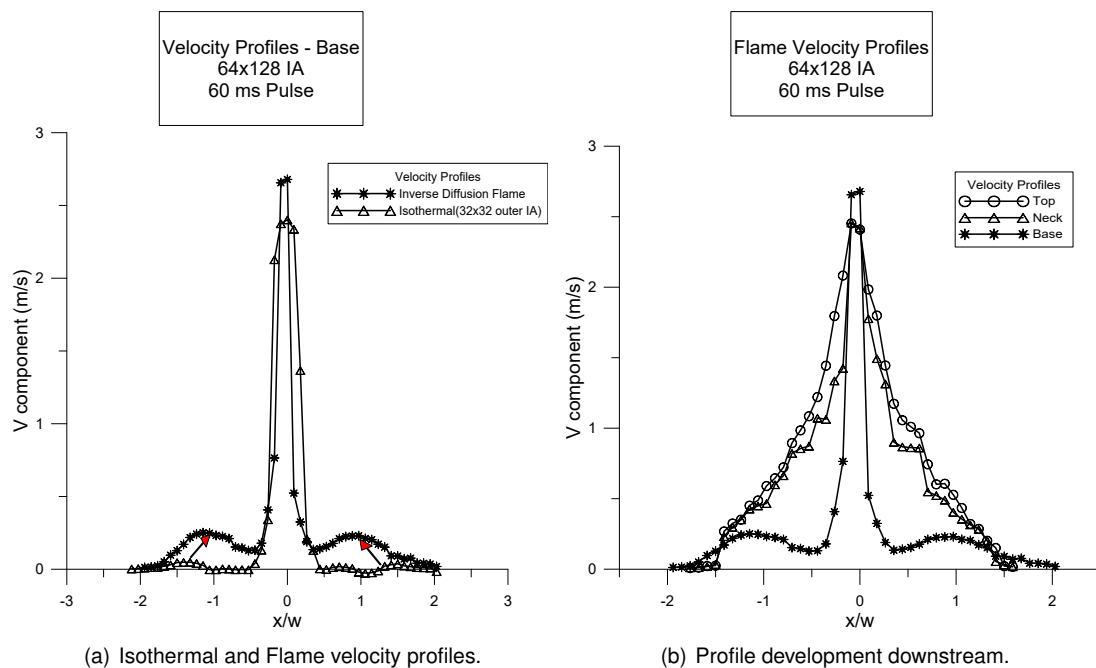 Velocity Profiles - Base
64x128 IA
60 ms Pulse
3
2
1
0
V component (m/s)
-3
-2
-1
0
1
2
3
x/w
Velocity Profiles
Inverse Diffusion Flame
Isothermal(32x32 outer IA)
(a) Isothermal and Flame velocity profiles.
Flame Velocity Profiles
64x128 IA
60 ms Pulse
3
2
1
0
V component (m/s)
-2
-1
0
1
2
x/w
Velocity Profiles
Top
Neck
Base
(b) Profile development downstream.